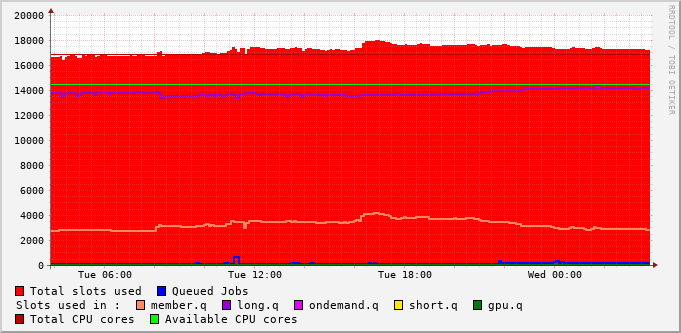 20000
18000
16000
14000
12000
10000
8000
6000
4000
2000
0
Tue 06:00 Tue 12:00 Tue 18:00 Wed 00:00
Total slots used Queued Jobs
Slots used in : member.q long.q ondemand.q short.q gpu.q
Total CPU cores Available CPU cores
RRDTOOL / TOBI OETIKER